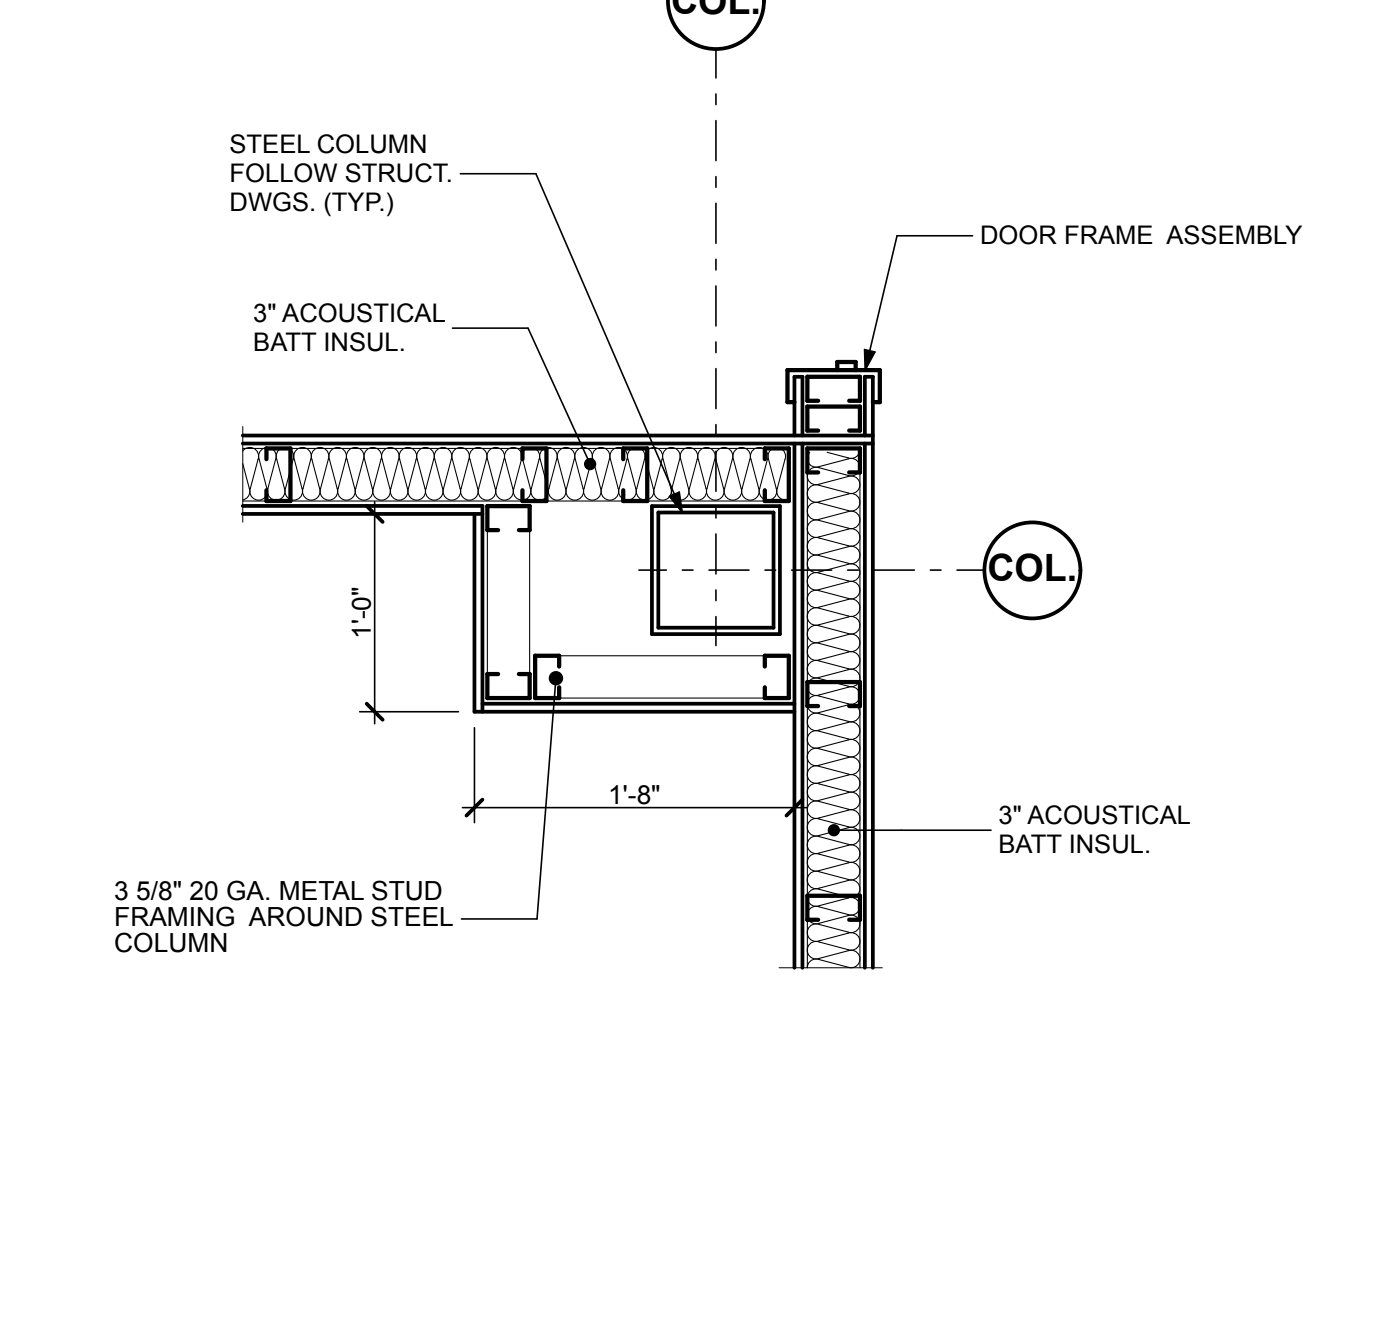 COL.
STEEL COLUMN
FOLLOW STRUCT.
DWGS. (TYP.)
DOOR FRAME  ASSEMBLY
3" ACOUSTICAL
BATT INSUL.
COL.
1'-0"
1'-8"
3" ACOUSTICAL
BATT INSUL.
3 5/8" 20 GA. METAL STUD
FRAMING  AROUND STEEL
COLUMN